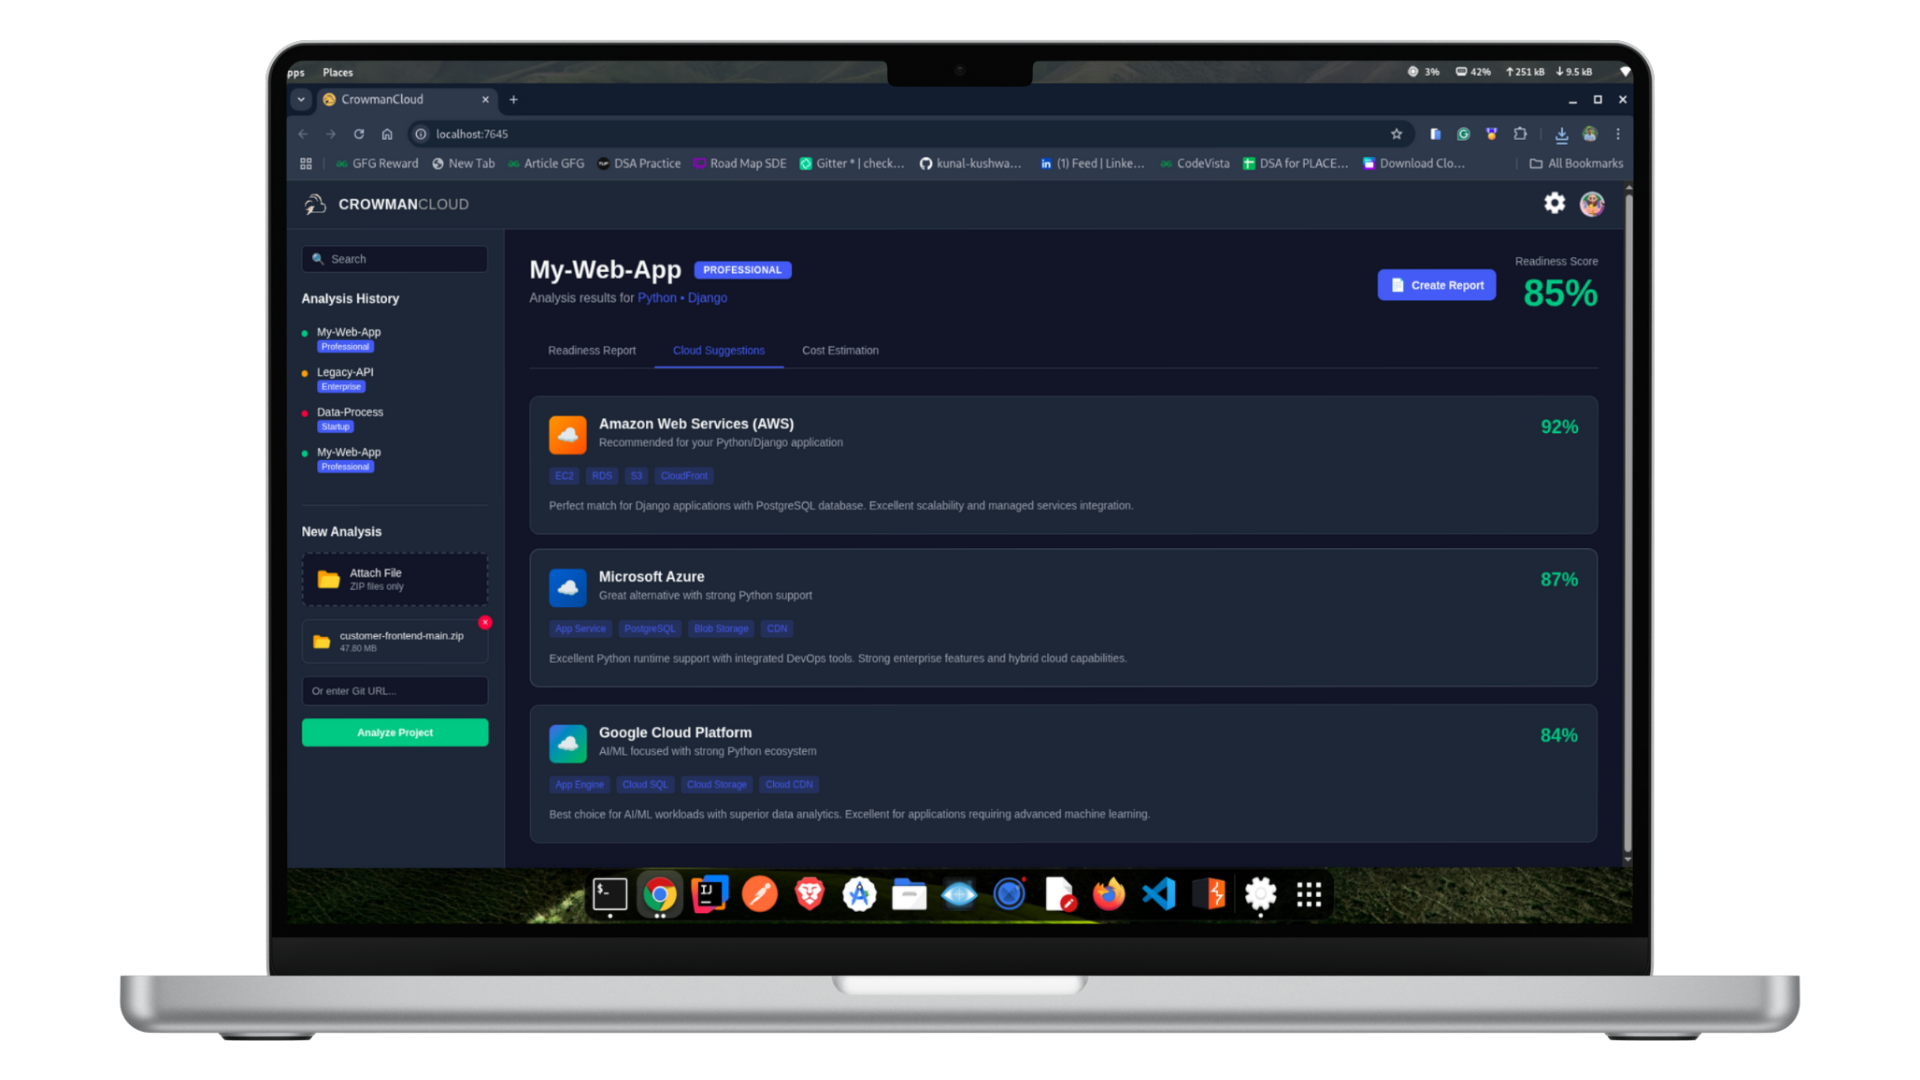 pps Places 3% 42% ↑251 kB ↓9.5 kB
CrowmanCloud
localhost:7645
GFG Reward New Tab Article GFG DSA Practice Road Map SDE Gitter * | check... kunal-kushwa... (1) Feed | Linke... CodeVista DSA for PLACE... Download Clo... All Bookmarks
CROWMANCLOUD
Search
Analysis History
My-Web-App
Professional
Legacy-API
Enterprise
Data-Process
Startup
My-Web-App
Professional
New Analysis
Attach File
ZIP files only
customer-frontend-main.zip
47.80 MB
Or enter Git URL...
Analyze Project
My-Web-App PROFESSIONAL
Analysis results for Python • Django
Create Report
Readiness Score
85%
Readiness Report Cloud Suggestions Cost Estimation
Amazon Web Services (AWS)
Recommended for your Python/Django application
92%
EC2 RDS S3 CloudFront
Perfect match for Django applications with PostgreSQL database. Excellent scalability and managed services integration.
Microsoft Azure
Great alternative with strong Python support
87%
App Service PostgreSQL Blob Storage CDN
Excellent Python runtime support with integrated DevOps tools. Strong enterprise features and hybrid cloud capabilities.
Google Cloud Platform
AI/ML focused with strong Python ecosystem
84%
App Engine Cloud SQL Cloud Storage Cloud CDN
Best choice for AI/ML workloads with superior data analytics. Excellent for applications requiring advanced machine learning.
$_
IJ